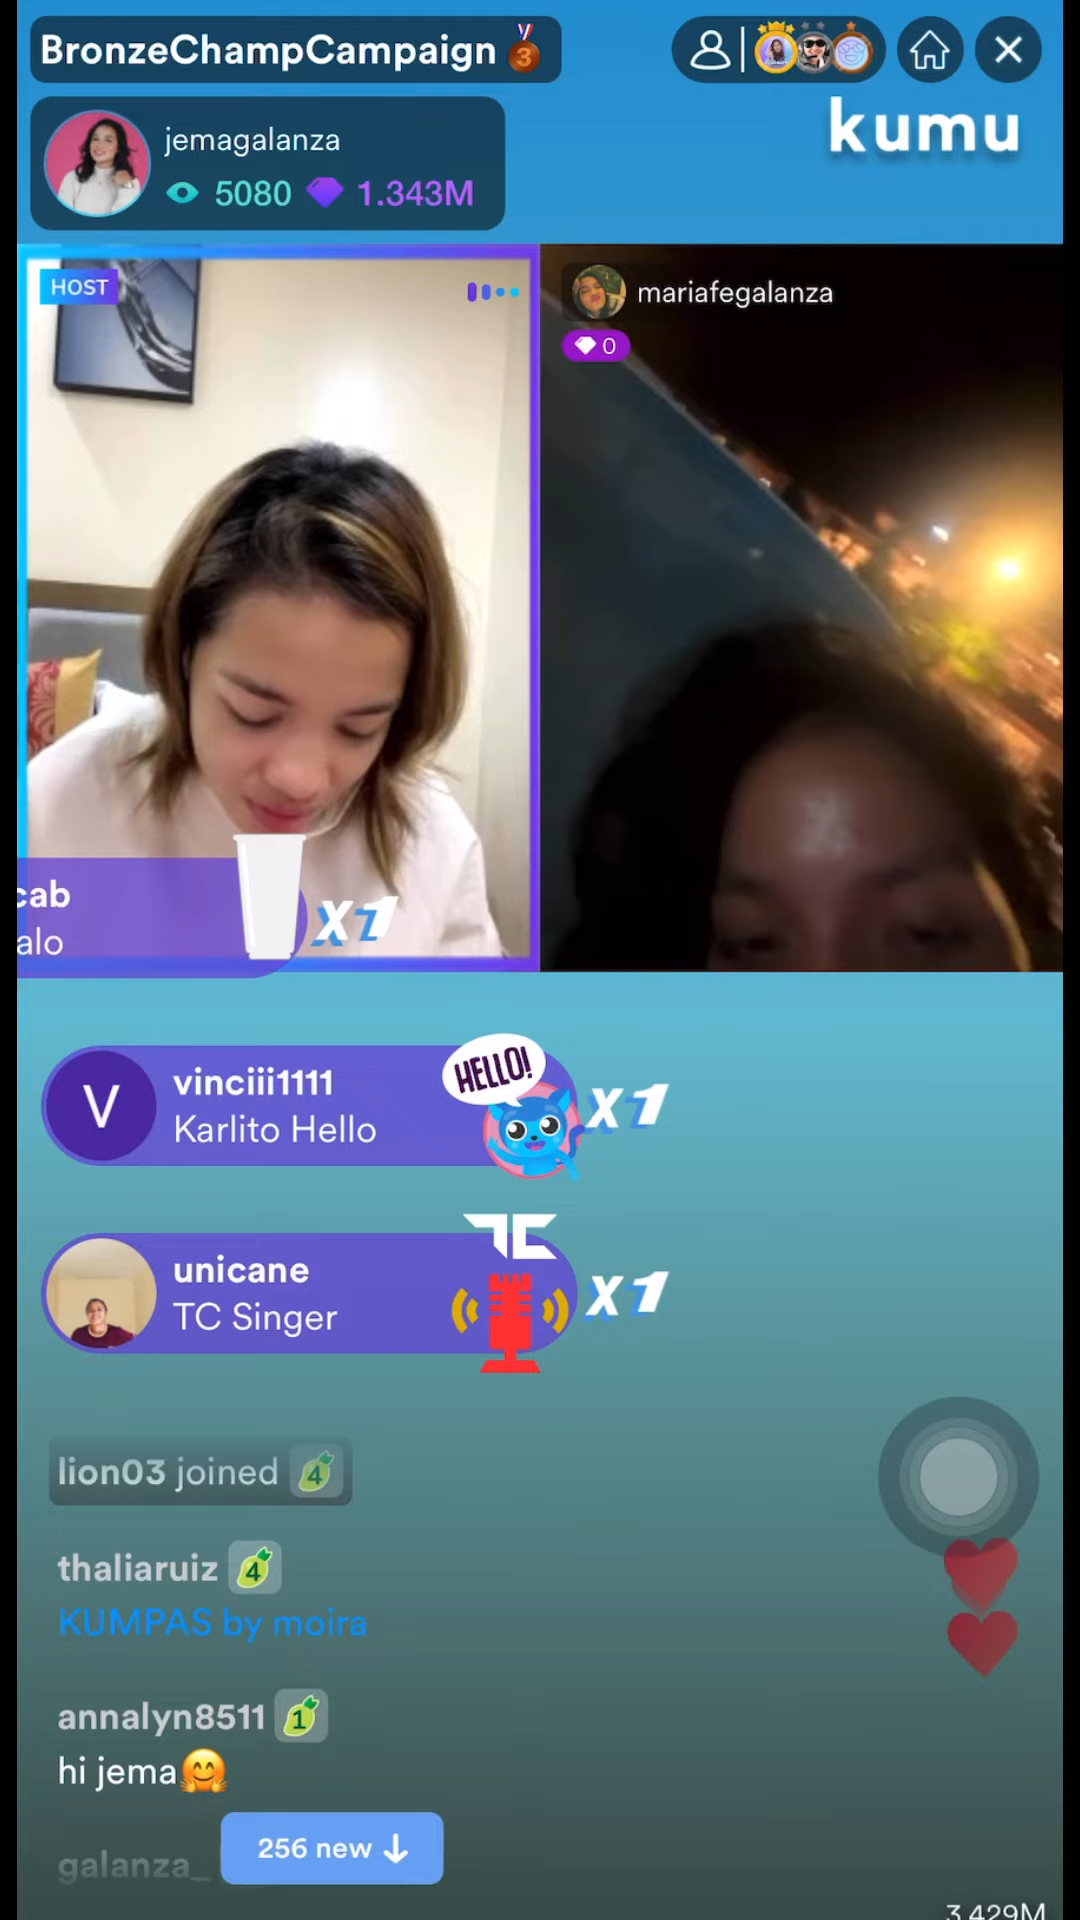 BronzeChampCampaign
3
jemagalanza
5080 1.343M
kumu
HOST
mariafegalanza
0
cab
alo
X1
HELLO!
V
vinciii1111
Karlito Hello
X1
TC
unicane
TC Singer
X1
lion03 joined 4
thaliaruiz 4
KUMPAS by moira
annalyn8511 1
hi jema🤗
galanza_
256 new ↓
3.429M